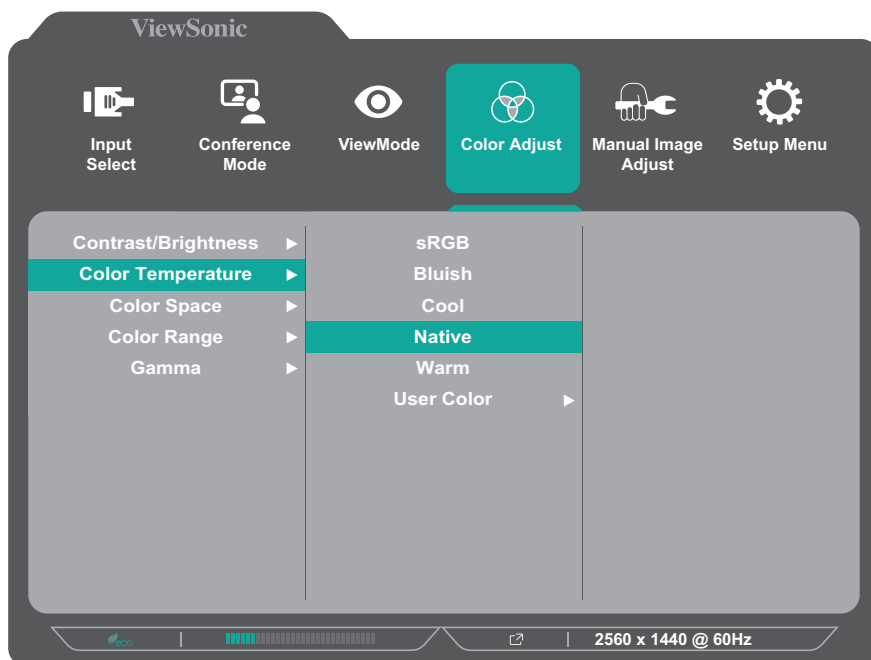 ViewSonic
Input
Select
Conference
Mode
ViewMode
Color Adjust
Manual Image
Adjust
Setup Menu
Contrast/Brightness
Color Temperature
Color Space
Color Range
Gamma
sRGB
Bluish
Cool
Native
Warm
User Color
eco
2560 x 1440 @ 60Hz